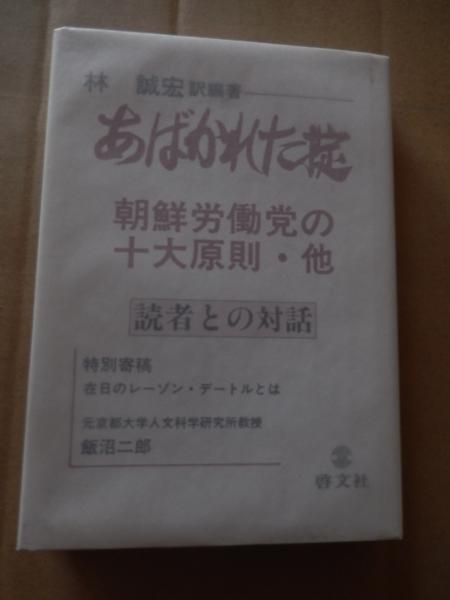 林 誠宏 訳編著
あばかれた掟
朝鮮労働党の
十大原則・他
読者との対話
特別寄稿
在日のレーゾン・デートルとは
元京都大学人文科学研究所教授
飯沼二郎
啓文社